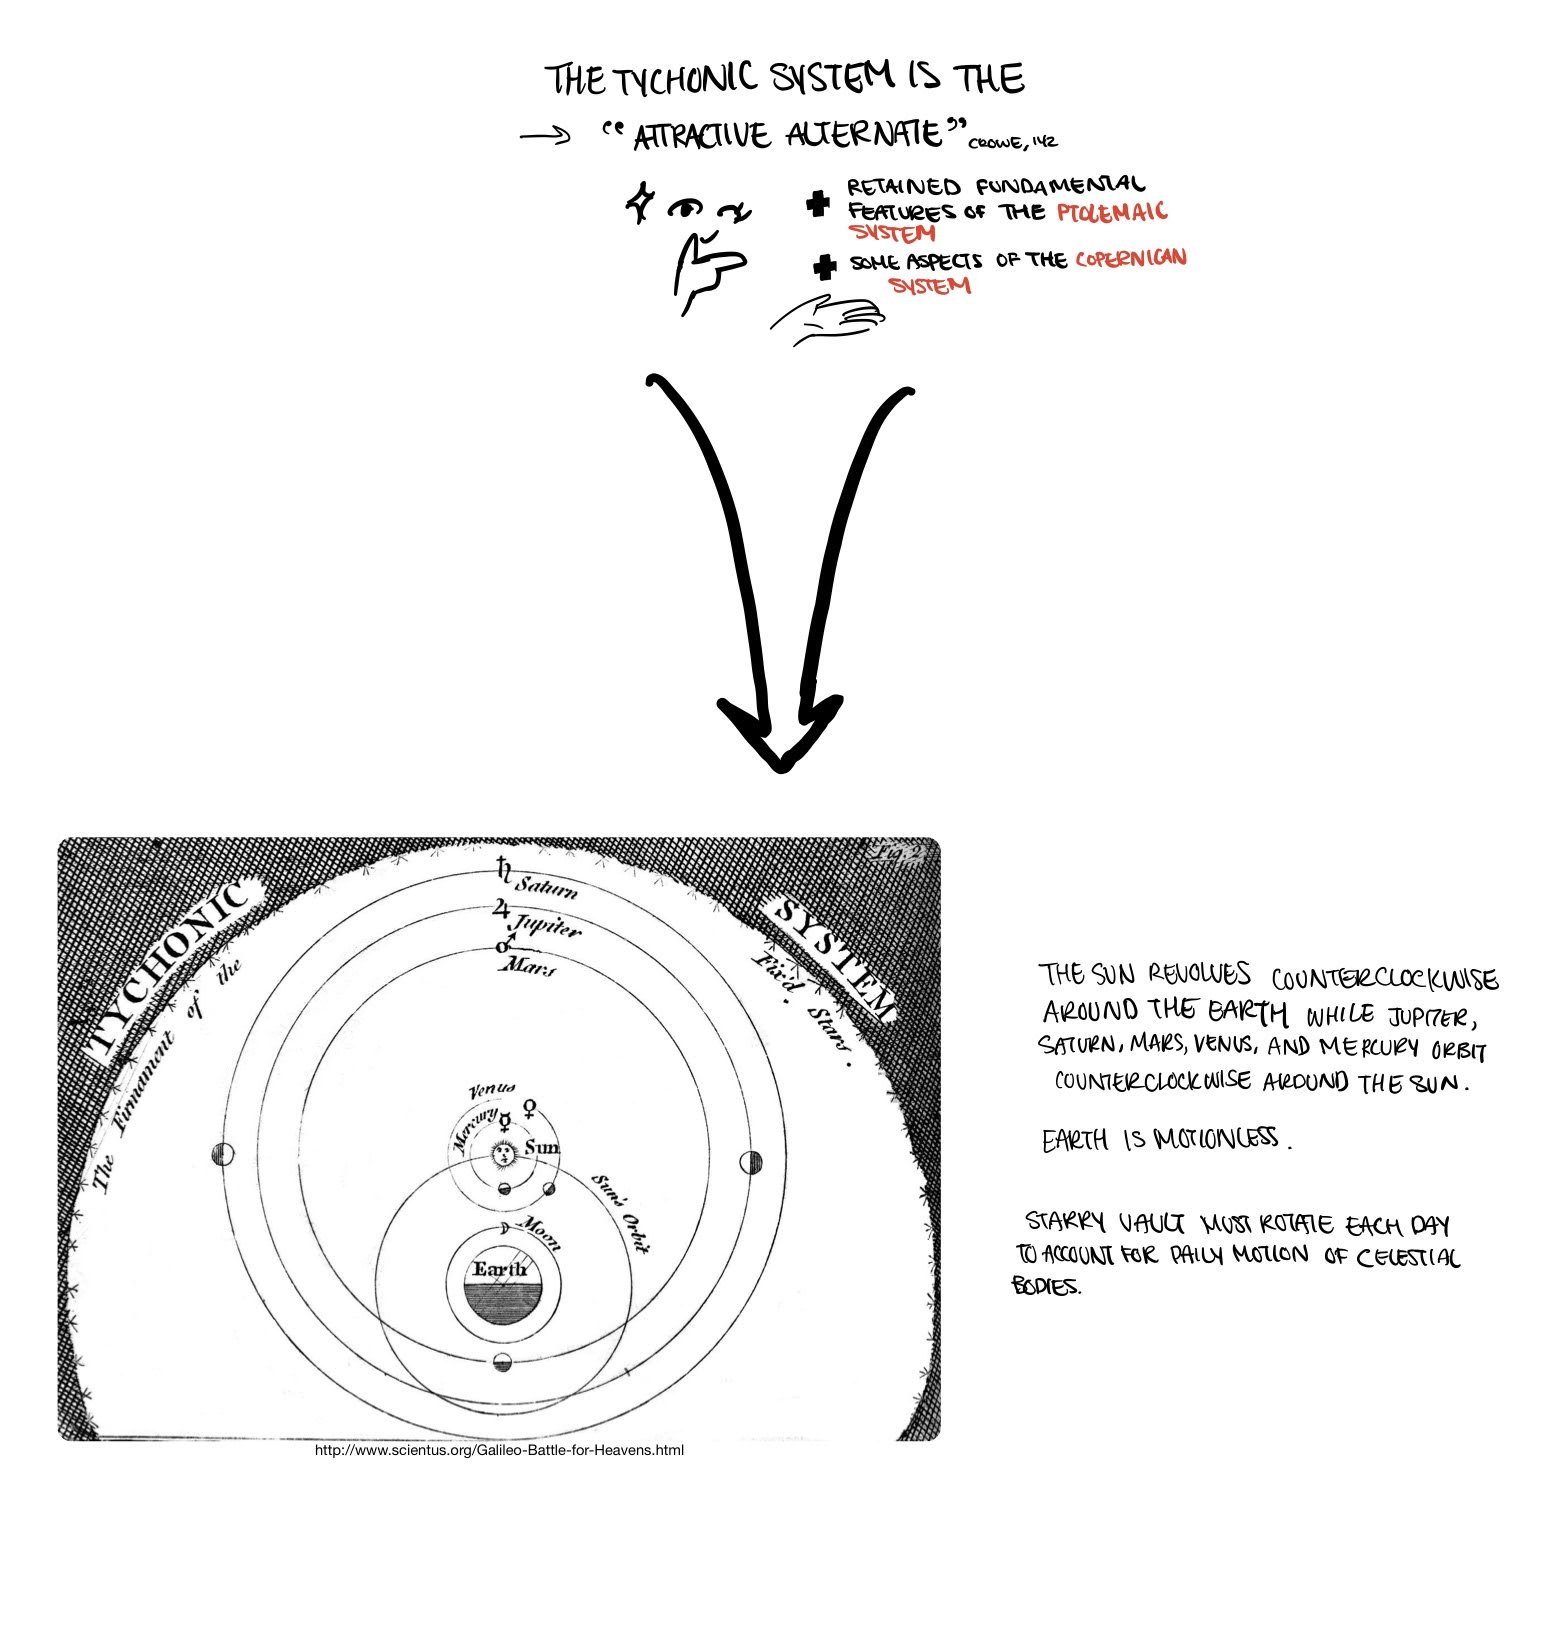 THE TYCHONIC SYSTEM IS THE
→ "ATTRACTIVE ALTERNATE" CROWE, 142
+ RETAINED FUNDAMENTAL
FEATURES OF THE PTOLEMAIC
SYSTEM
+ SOME ASPECTS OF THE COPERNICAN
SYSTEM
TYCHONIC SYSTEM
The Firmament of the Fix'd Stars.
♄ Saturn
♃ Jupiter
♂ Mars
Venus ♀
Mercury ☿
Sun
Sun's Orbit
Moon
Earth
http://www.scientus.org/Galileo-Battle-for-Heavens.html
THE SUN REVOLVES COUNTERCLOCKWISE
AROUND THE EARTH WHILE JUPITER,
SATURN, MARS, VENUS, AND MERCURY ORBIT
COUNTERCLOCKWISE AROUND THE SUN.
EARTH IS MOTIONLESS.
STARRY VAULT MUST ROTATE EACH DAY
TO ACCOUNT FOR DAILY MOTION OF CELESTIAL
BODIES.